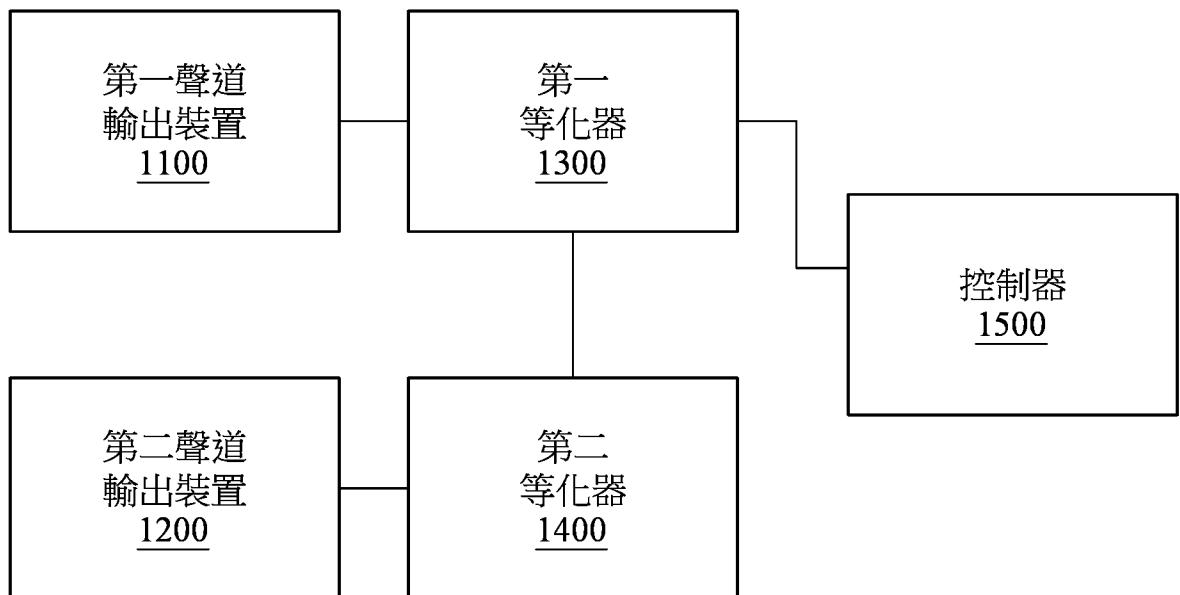 第一聲道
輸出裝置
1100
第一
等化器
1300
控制器
1500
第二聲道
輸出裝置
1200
第二
等化器
1400